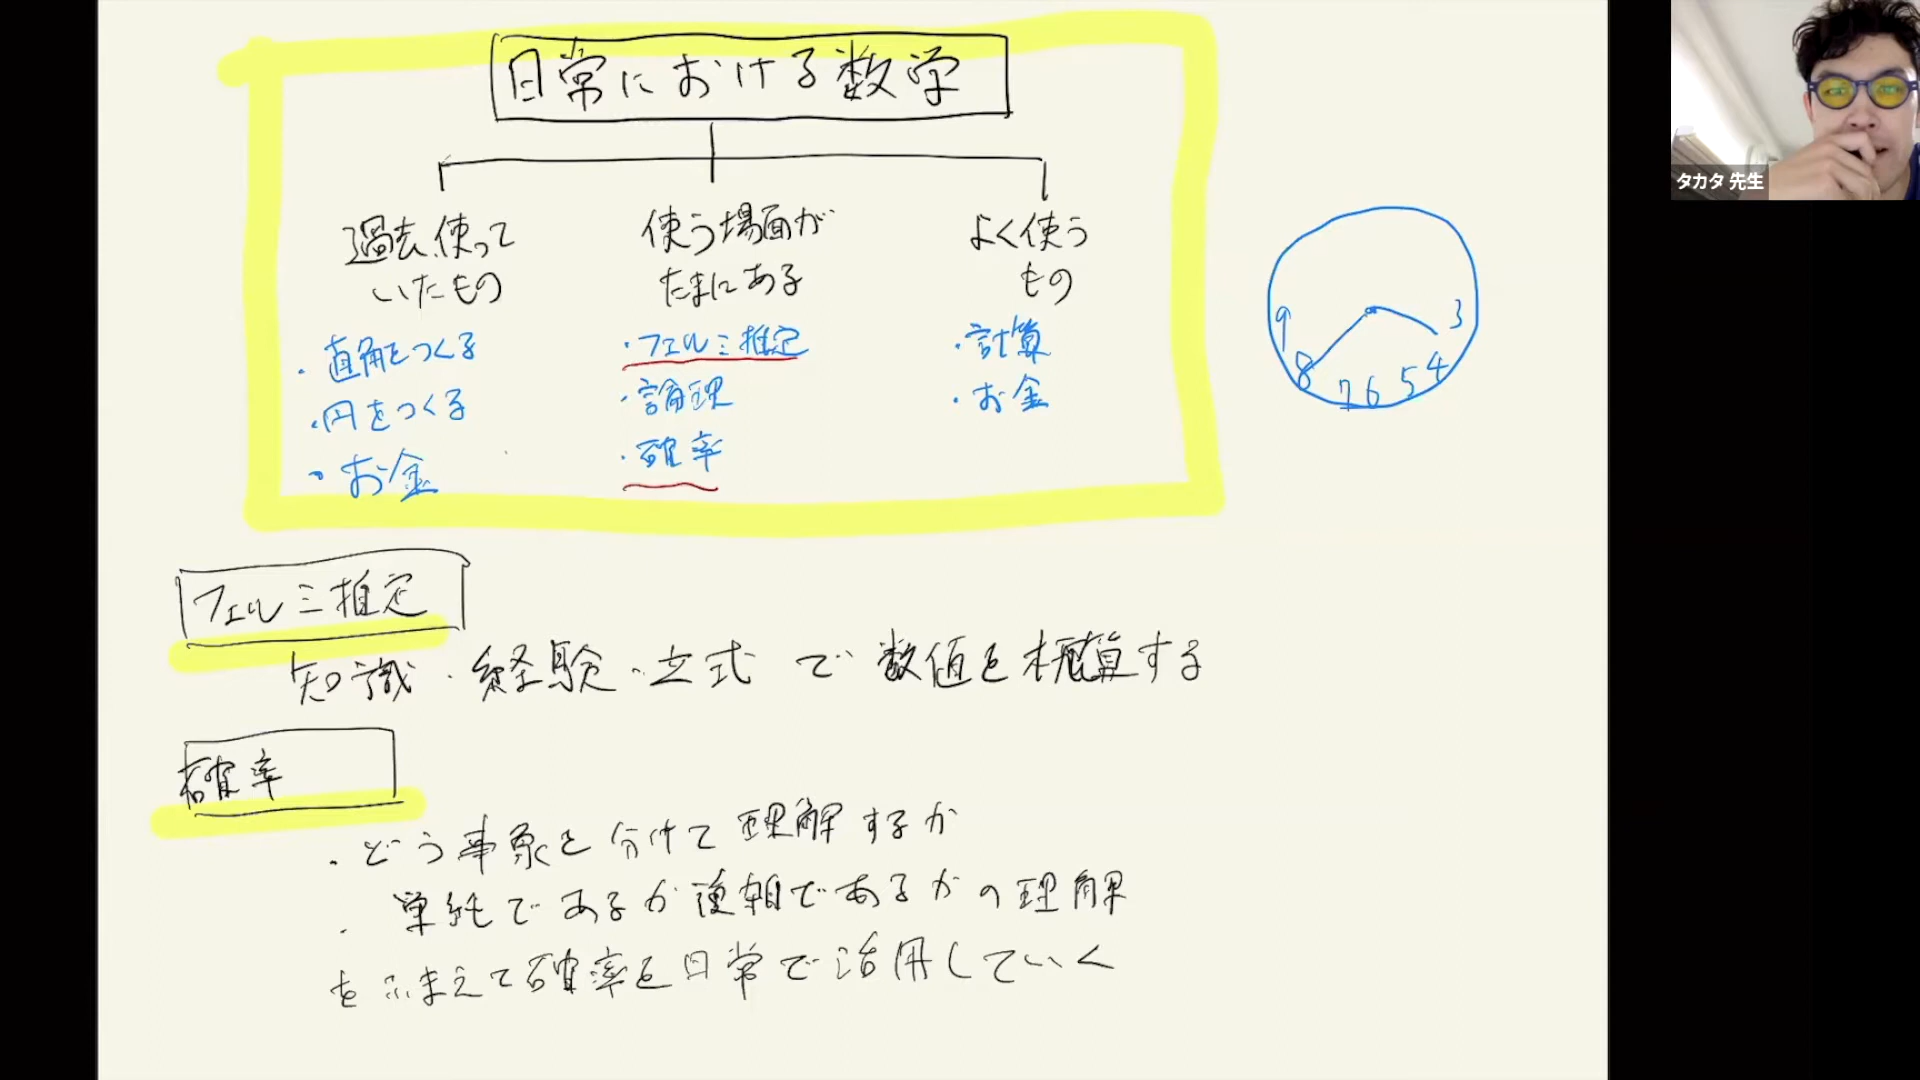 日常における数学
過去使って
いたもの
・直角をつくる
・円をつくる
・お金
使う場面が
たまにある
・フェルミ推定
・論理
・確率
よく使う
もの
・計算
・お金
タカタ 先生
9
8
7
6
5
4
3
フェルミ推定
知識・経験・立式で数値を概算する
確率
・どう事象を分けて理解するか
・単純であるか複雑であるかの理解
をふまえて確率を日常で活用していく